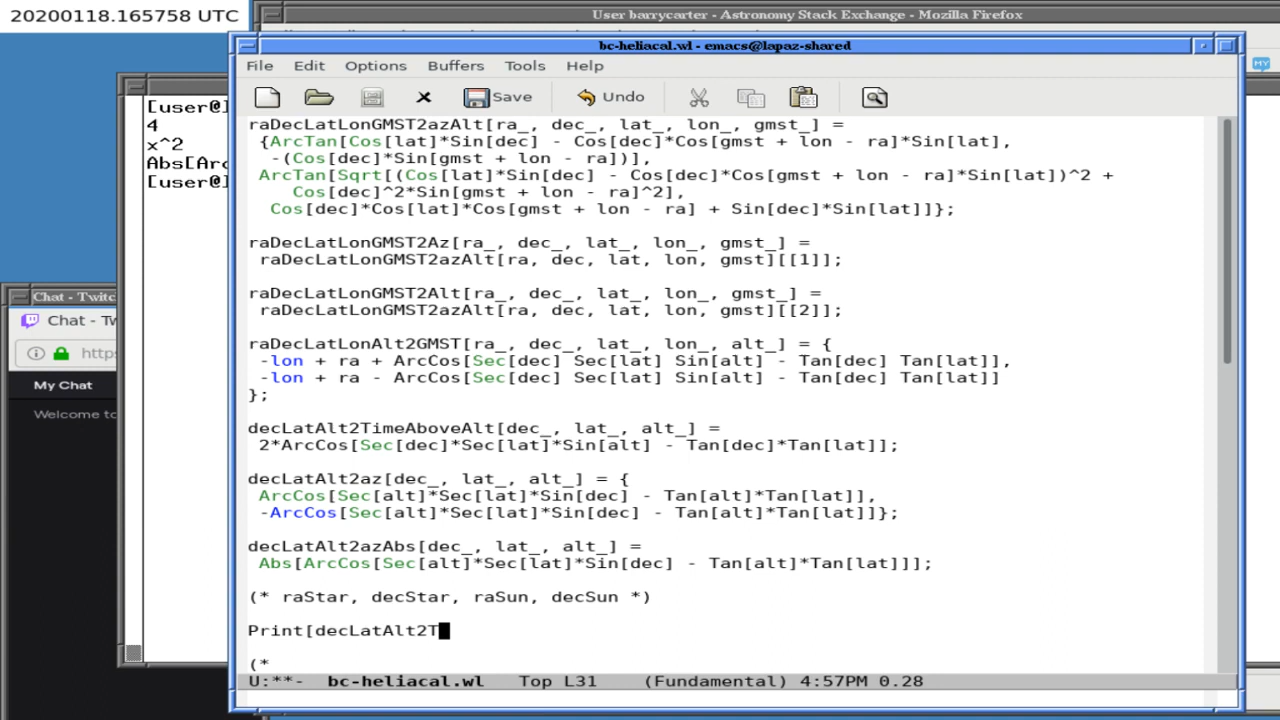 20200118.165758 UTC
User barrycarter - Astronomy Stack Exchange - Mozilla Firefox
bc-heliacal.wl - emacs@lapaz-shared
File Edit Options Buffers Tools Help
Save Undo
MY
[user@]
4
x^2
Abs[Arc
[user@]
Chat - Twitc
Chat - Tw
https
My Chat
Welcome to
raDecLatLonGMST2azAlt[ra_, dec_, lat_, lon_, gmst_] =
{ArcTan[Cos[lat]*Sin[dec] - Cos[dec]*Cos[gmst + lon - ra]*Sin[lat],
-(Cos[dec]*Sin[gmst + lon - ra])],
ArcTan[Sqrt[(Cos[lat]*Sin[dec] - Cos[dec]*Cos[gmst + lon - ra]*Sin[lat])^2 +
Cos[dec]^2*Sin[gmst + lon - ra]^2],
Cos[dec]*Cos[lat]*Cos[gmst + lon - ra] + Sin[dec]*Sin[lat]]};
raDecLatLonGMST2Az[ra_, dec_, lat_, lon_, gmst_] =
raDecLatLonGMST2azAlt[ra, dec, lat, lon, gmst][[1]];
raDecLatLonGMST2Alt[ra_, dec_, lat_, lon_, gmst_] =
raDecLatLonGMST2azAlt[ra, dec, lat, lon, gmst][[2]];
raDecLatLonAlt2GMST[ra_, dec_, lat_, lon_, alt_] = {
-lon + ra + ArcCos[Sec[dec] Sec[lat] Sin[alt] - Tan[dec] Tan[lat]],
-lon + ra - ArcCos[Sec[dec] Sec[lat] Sin[alt] - Tan[dec] Tan[lat]]
};
decLatAlt2TimeAboveAlt[dec_, lat_, alt_] =
2*ArcCos[Sec[dec]*Sec[lat]*Sin[alt] - Tan[dec]*Tan[lat]];
decLatAlt2az[dec_, lat_, alt_] = {
ArcCos[Sec[alt]*Sec[lat]*Sin[dec] - Tan[alt]*Tan[lat]],
-ArcCos[Sec[alt]*Sec[lat]*Sin[dec] - Tan[alt]*Tan[lat]]};
decLatAlt2azAbs[dec_, lat_, alt_] =
Abs[ArcCos[Sec[alt]*Sec[lat]*Sin[dec] - Tan[alt]*Tan[lat]]];
(* raStar, decStar, raSun, decSun *)
Print[decLatAlt2T
(*
U:**- bc-heliacal.wl Top L31 (Fundamental) 4:57PM 0.28